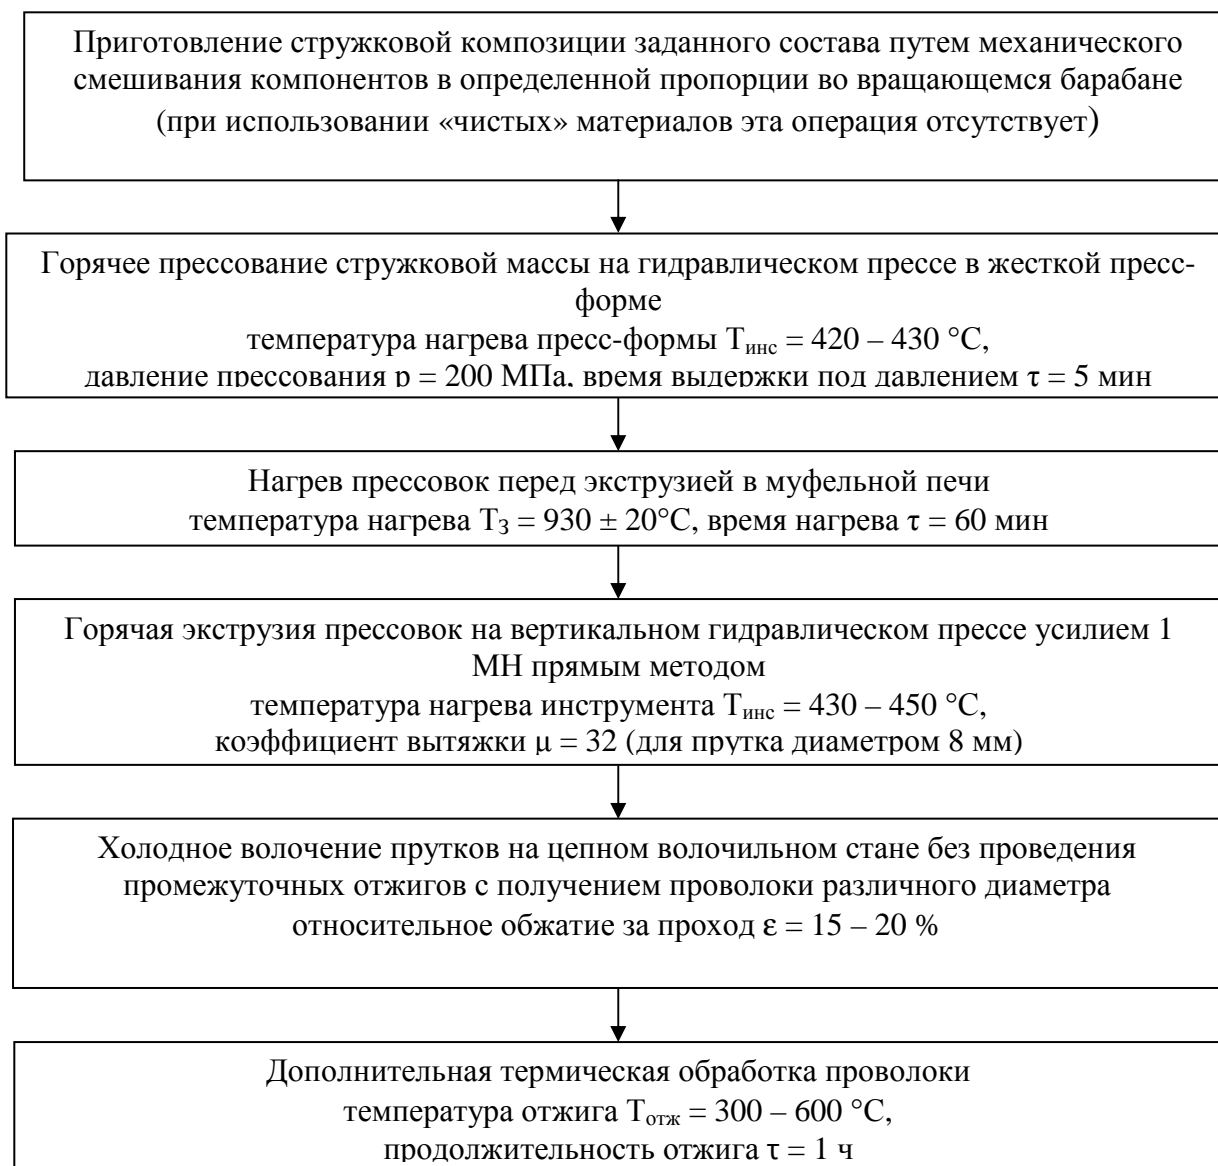 Приготовление стружковой композиции заданного состава путем механического
смешивания компонентов в определенной пропорции во вращающемся барабане
(при использовании «чистых» материалов эта операция отсутствует)
Горячее прессование стружковой массы на гидравлическом прессе в жесткой пресс-
форме
температура нагрева пресс-формы Tинс = 420 – 430 °С,
давление прессования p = 200 МПа, время выдержки под давлением τ = 5 мин
Нагрев прессовок перед экструзией в муфельной печи
температура нагрева TЗ = 930 ± 20°С, время нагрева τ = 60 мин
Горячая экструзия прессовок на вертикальном гидравлическом прессе усилием 1
МН прямым методом
температура нагрева инструмента Tинс = 430 – 450 °С,
коэффициент вытяжки μ = 32 (для прутка диаметром 8 мм)
Холодное волочение прутков на цепном волочильном стане без проведения
промежуточных отжигов с получением проволоки различного диаметра
относительное обжатие за проход ε = 15 – 20 %
Дополнительная термическая обработка проволоки
температура отжига Tотж = 300 – 600 °С,
продолжительность отжига τ = 1 ч